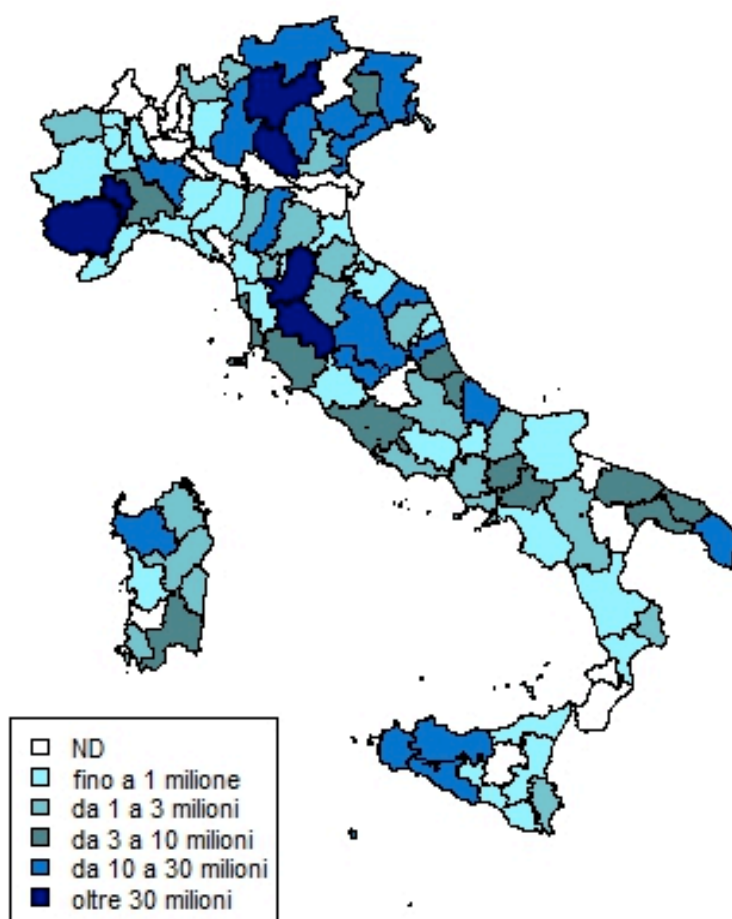 ND
fino a 1 milione
da 1 a 3 milioni
da 3 a 10 milioni
da 10 a 30 milioni
oltre 30 milioni